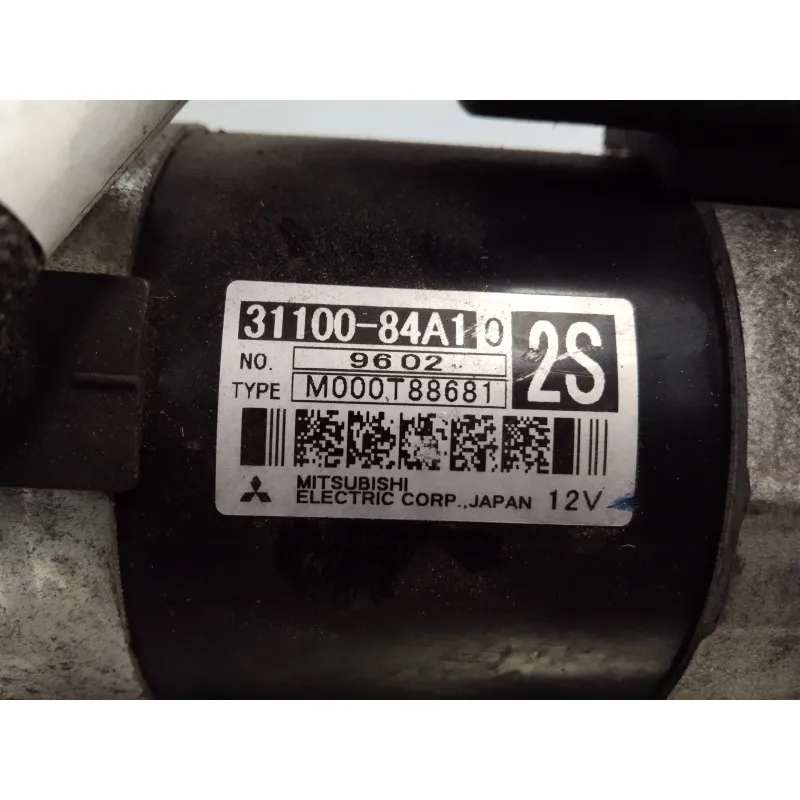 31100-84A10 2S
NO. 9602
TYPE M000T88681
MITSUBISHI
ELECTRIC CORP.,JAPAN 12V